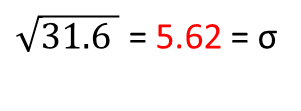 √31.6 = 5.62 = σ